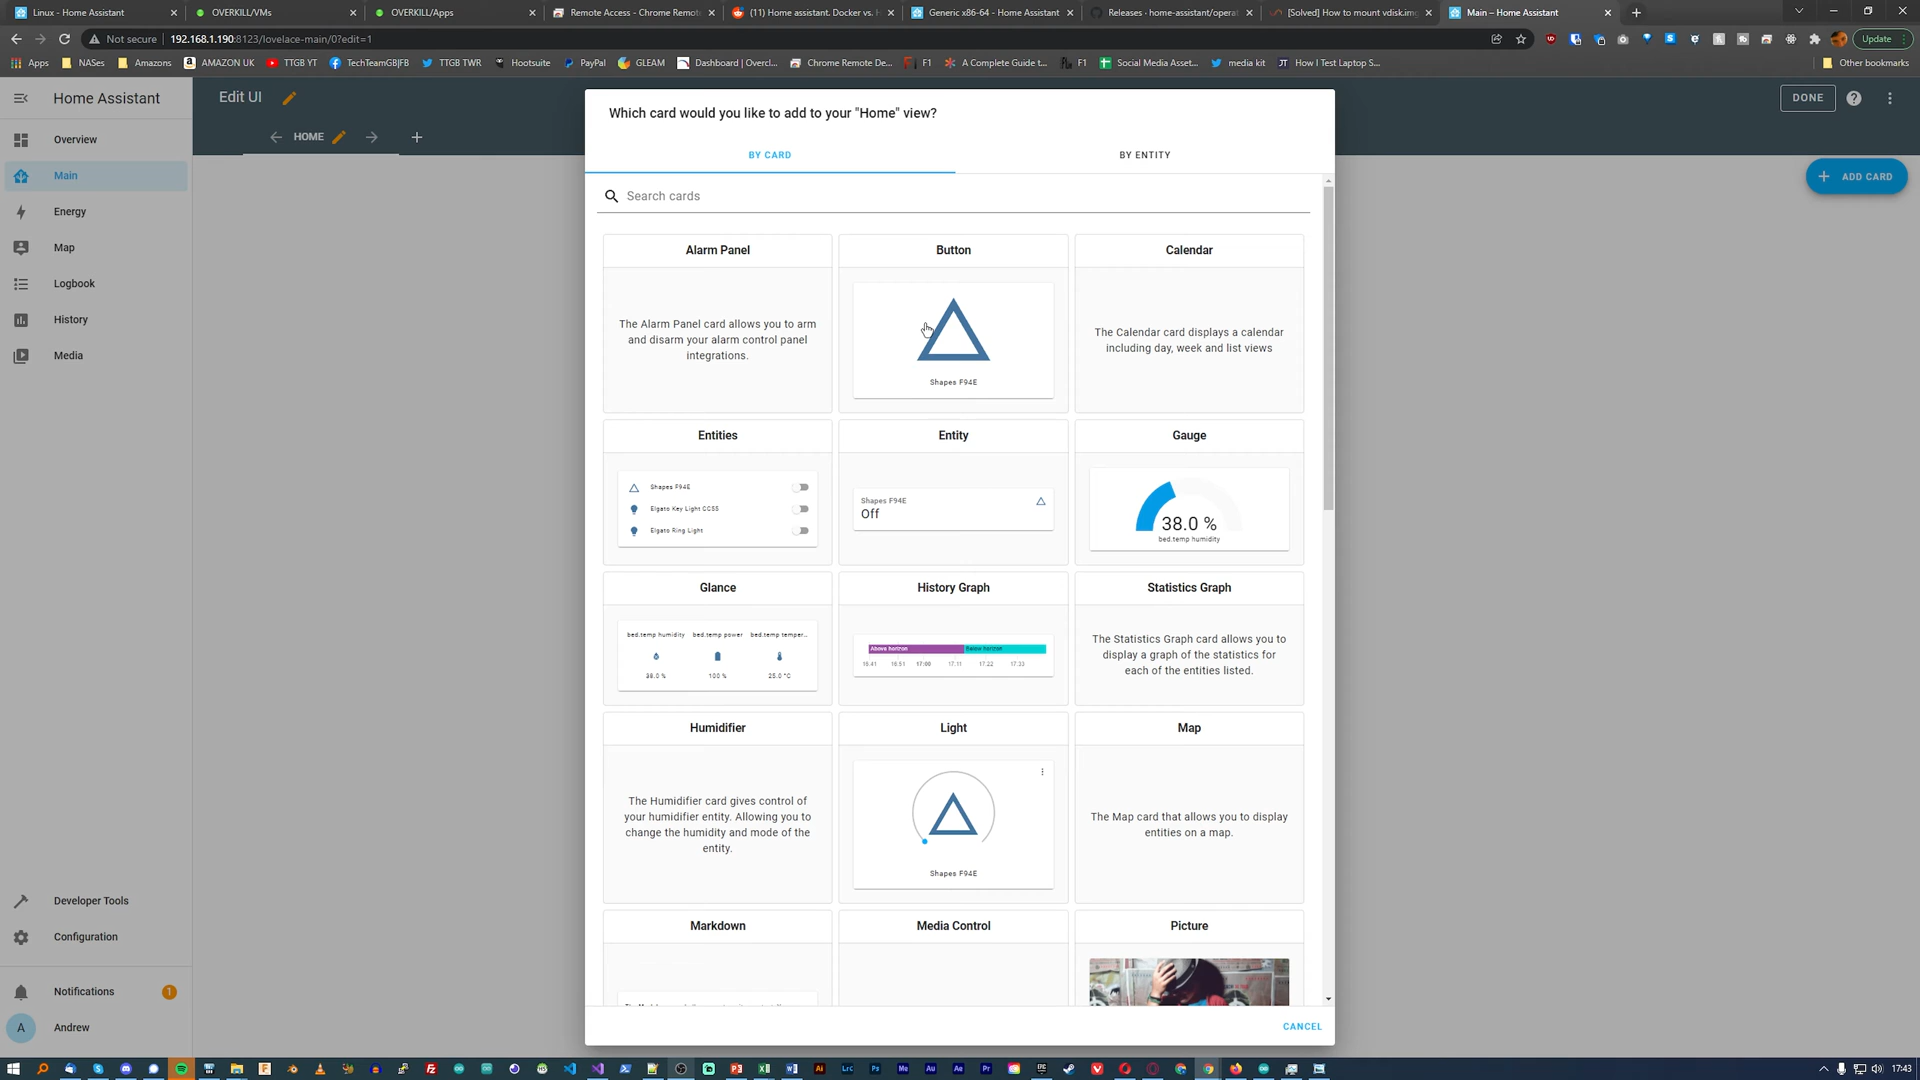 Linux - Home Assistant
OVERKILL/VMs
OVERKILL/Apps
Remote Access - Chrome Remot
(11) Home assistant. Docker vs. H
Generic x86-64 - Home Assistant
Releases · home-assistant/operat
[Solved] How to mount vdisk.img
Main – Home Assistant
Not secure
192.168.1.190:8123/lovelace-main/0?edit=1
Update
Apps
NASes
Amazons
AMAZON UK
TTGB YT
TechTeamGB|FB
TTGB TWR
Hootsuite
PayPal
GLEAM
Dashboard | Overcl...
Chrome Remote De...
F1
A Complete Guide t...
F1
Social Media Asset...
media kit
How I Test Laptop S...
Other bookmarks
Home Assistant
Edit UI
DONE
HOME
ADD CARD
Overview
Main
Energy
Map
Logbook
History
Media
Developer Tools
Configuration
Notifications
1
A
Andrew
Which card would you like to add to your "Home" view?
BY CARD
BY ENTITY
Search cards
Alarm Panel
The Alarm Panel card allows you to arm
and disarm your alarm control panel
integrations.
Button
Shapes F94E
Calendar
The Calendar card displays a calendar
including day, week and list views
Entities
Shapes F94E
Elgato Key Light CC55
Elgato Ring Light
Entity
Shapes F94E
Off
Gauge
38.0 %
bed.temp humidity
Glance
bed.temp humidity
bed.temp power
bed.temp temper...
38.0 %
100 %
25.0 °C
History Graph
Above horizon
Below horizon
16:41
16:51
17:00
17:11
17:22
17:33
Statistics Graph
The Statistics Graph card allows you to
display a graph of the statistics for
each of the entities listed.
Humidifier
The Humidifier card gives control of
your humidifier entity. Allowing you to
change the humidity and mode of the
entity.
Light
Shapes F94E
Map
The Map card that allows you to display
entities on a map.
Markdown
Media Control
Picture
CANCEL
17:43